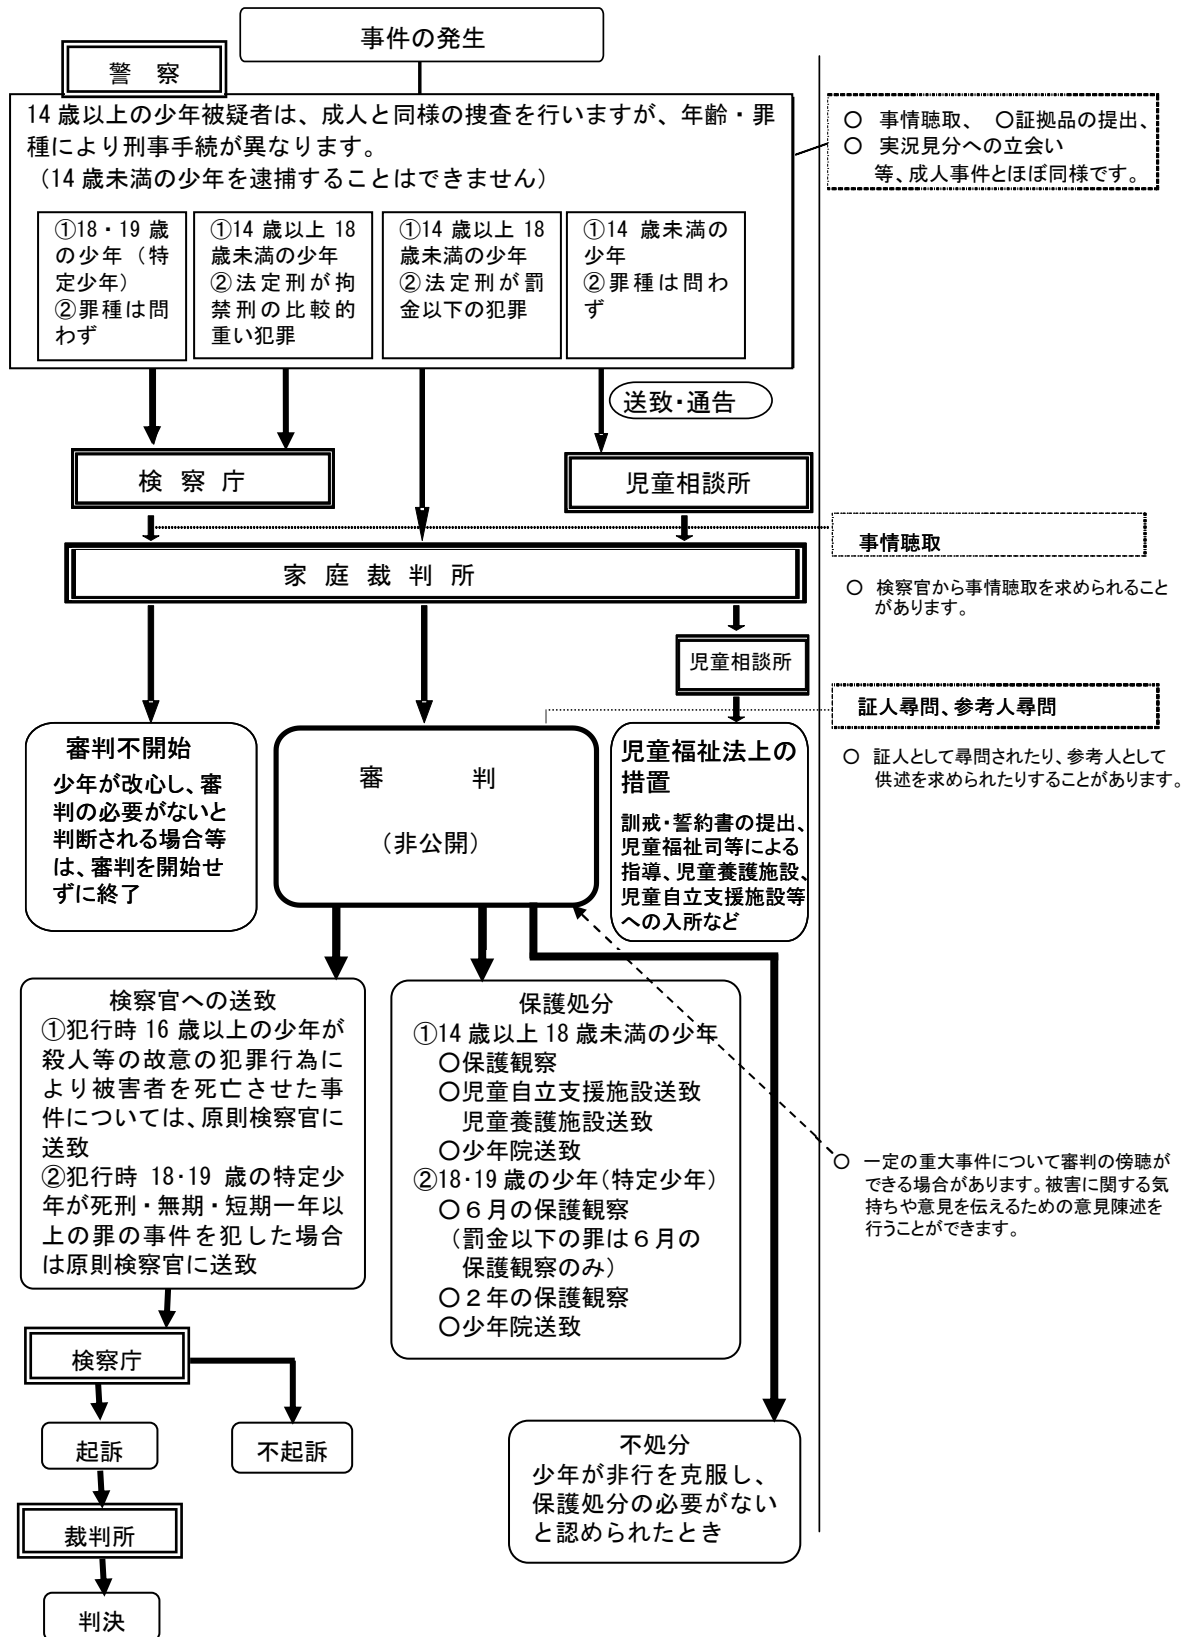 事件の発生
警 察
14 歳以上の少年被疑者は、成人と同様の捜査を行いますが、年齢・罪
種により刑事手続が異なります。
(14 歳未満の少年を逮捕することはできません)
①18・19 歳
の少年（特
定少年）
②罪種は問
わず
①14 歳以上 18
歳未満の少年
②法定刑が拘
禁刑の比較的
重い犯罪
①14 歳以上 18
歳未満の少年
②法定刑が罰
金以下の犯罪
①14 歳未満の
少年
②罪種は問わ
ず
○ 事情聴取、 ○証拠品の提出、
○ 実況見分への立会い
等、成人事件とほぼ同様です。
送致・通告
検 察 庁
児童相談所
事情聴取
家 庭 裁 判 所
○ 検察官から事情聴取を求められること
があります。
児童相談所
証人尋問、参考人尋問
○ 証人として尋問されたり、参考人として
供述を求められたりすることがあります。
審判不開始
少年が改心し、審
判の必要がないと
判断される場合等
は、審判を開始せ
ずに終了
審 判
(非公開)
児童福祉法上の
措置
訓戒・誓約書の提出、
児童福祉司等による
指導、児童養護施設、
児童自立支援施設等
への入所など
検察官への送致
①犯行時 16 歳以上の少年が
殺人等の故意の犯罪行為に
より被害者を死亡させた事
件については、原則検察官に
送致
②犯行時 18・19 歳の特定少
年が死刑・無期・短期一年以
上の罪の事件を犯した場合
は原則検察官に送致
保護処分
①14 歳以上 18 歳未満の少年
○保護観察
○児童自立支援施設送致
児童養護施設送致
○少年院送致
②18・19 歳の少年(特定少年)
○６月の保護観察
(罰金以下の罪は６月の
保護観察のみ)
○２年の保護観察
○少年院送致
○ 一定の重大事件について審判の傍聴が
できる場合があります。被害に関する気
持ちや意見を伝えるための意見陳述を
行うことができます。
検察庁
起訴
不起訴
不処分
少年が非行を克服し、
保護処分の必要がない
と認められたとき
裁判所
判決